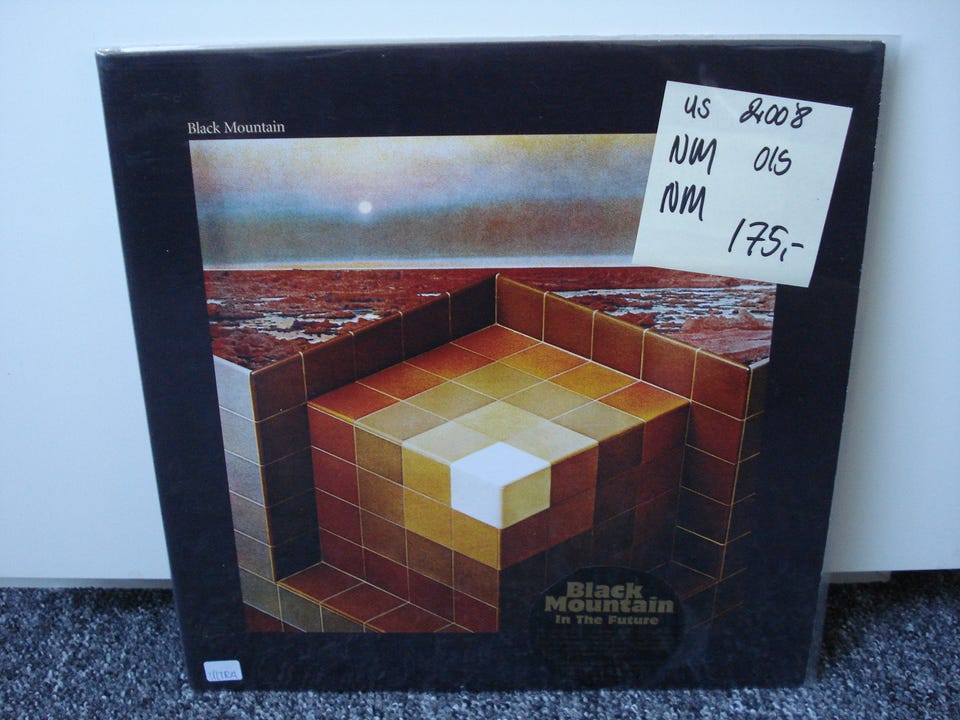 Black Mountain
US 2008
NM OIS
NM
175,-
Black
Mountain
In The Future